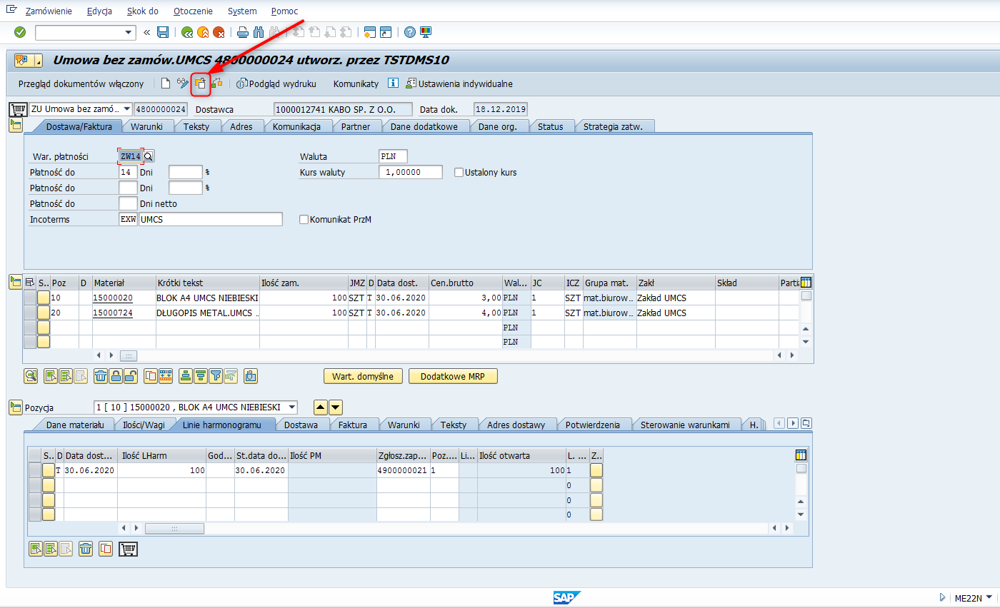 Zamówienie Edycja Skok do Otoczenie System Pomoc
Umowa bez zamów.UMCS 4800000024 utworz. przez TSTDMS10
Przegląd dokumentów włączony Podgląd wydruku Komunikaty Ustawienia indywidualne
ZU Umowa bez zamó... 4800000024 Dostawca 1000012741 KABO SP. Z O.O. Data dok. 18.12.2019
Dostawa/Faktura Warunki Teksty Adres Komunikacja Partner Dane dodatkowe Dane org. Status Strategia zatw.
War. płatności ZW14 Waluta PLN
Płatność do 14 Dni % Kurs waluty 1,00000 Ustalony kurs
Płatność do Dni %
Płatność do Dni netto
Incoterms EXW UMCS Komunikat PrzM
S.. Poz D Materiał Krótki tekst Ilość zam. JMZ D Data dost. Cen.brutto Wal... JC ICZ Grupa mat. Zakł Skład Parti
10 15000020 BLOK A4 UMCS NIEBIESKI 100 SZT T 30.06.2020 3,00 PLN 1 SZT mat.biurow... Zakład UMCS
20 15000724 DŁUGOPIS METAL.UMCS .. 100 SZT T 30.06.2020 4,00 PLN 1 SZT mat.biurow... Zakład UMCS
PLN
PLN
Wart. domyślne Dodatkowe MRP
Pozycja 1 [ 10 ] 15000020 , BLOK A4 UMCS NIEBIESKI
Dane materiału Ilości/Wagi Linie harmonogramu Dostawa Faktura Warunki Teksty Adres dostawy Potwierdzenia Sterowanie warunkami H.
S.. D Data dost... Ilość LHarm God... St.data do... Ilość PM Zgłosz.zap... Poz.... Li... Ilość otwarta L. ... Z..
T 30.06.2020 100 30.06.2020 4900000021 1 100 1
0
0
0
SAP ME22N